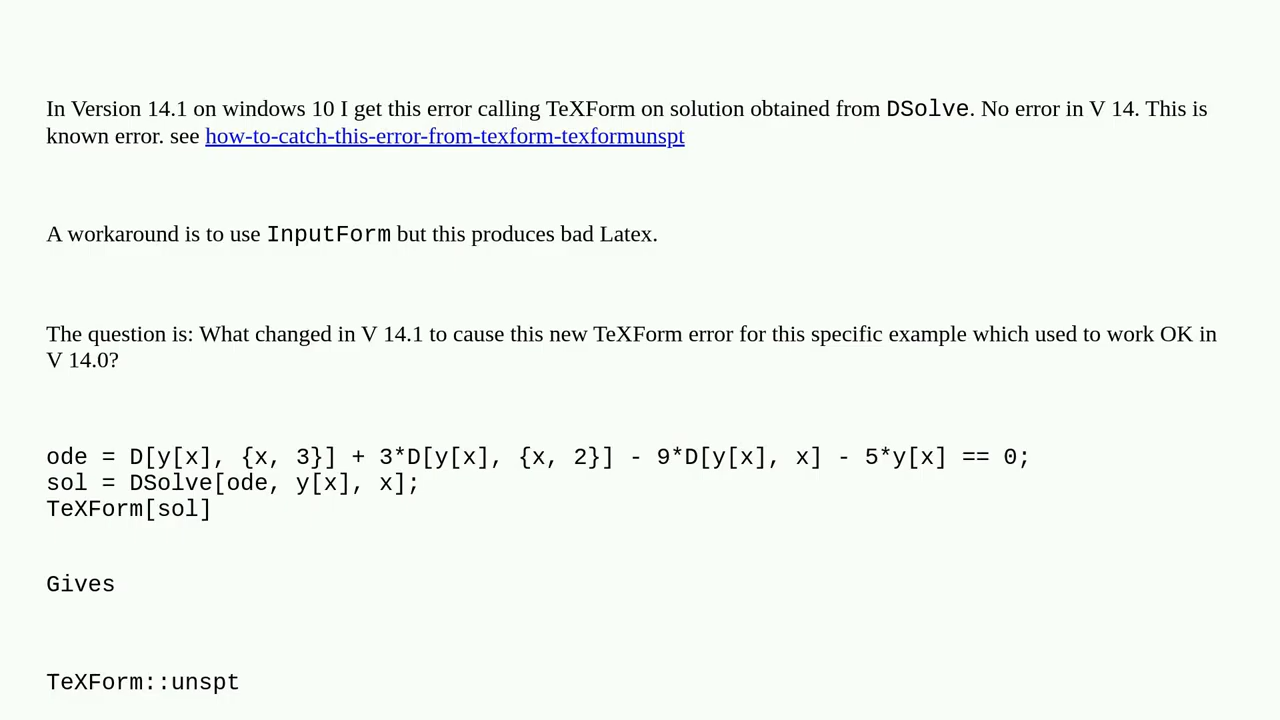 In Version 14.1 on windows 10 I get this error calling TeXForm on solution obtained from DSolve. No error in V 14. This is
known error. see how-to-catch-this-error-from-texform-texformunspt
A workaround is to use InputForm but this produces bad Latex.
The question is: What changed in V 14.1 to cause this new TeXForm error for this specific example which used to work OK in
V 14.0?
ode = D[y[x], {x, 3}] + 3*D[y[x], {x, 2}] - 9*D[y[x], x] - 5*y[x] == 0;
sol = DSolve[ode, y[x], x];
TeXForm[sol]
Gives
TeXForm::unspt